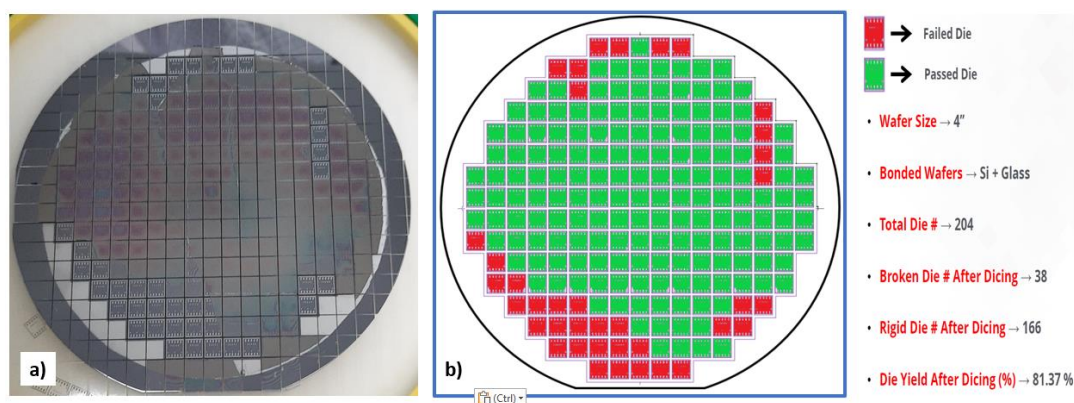 a)
b)
(Ctrl)
→ Failed Die
→ Passed Die
• Wafer Size → 4”
• Bonded Wafers → Si + Glass
• Total Die # → 204
• Broken Die # After Dicing → 38
• Rigid Die # After Dicing → 166
• Die Yield After Dicing (%) → 81.37 %